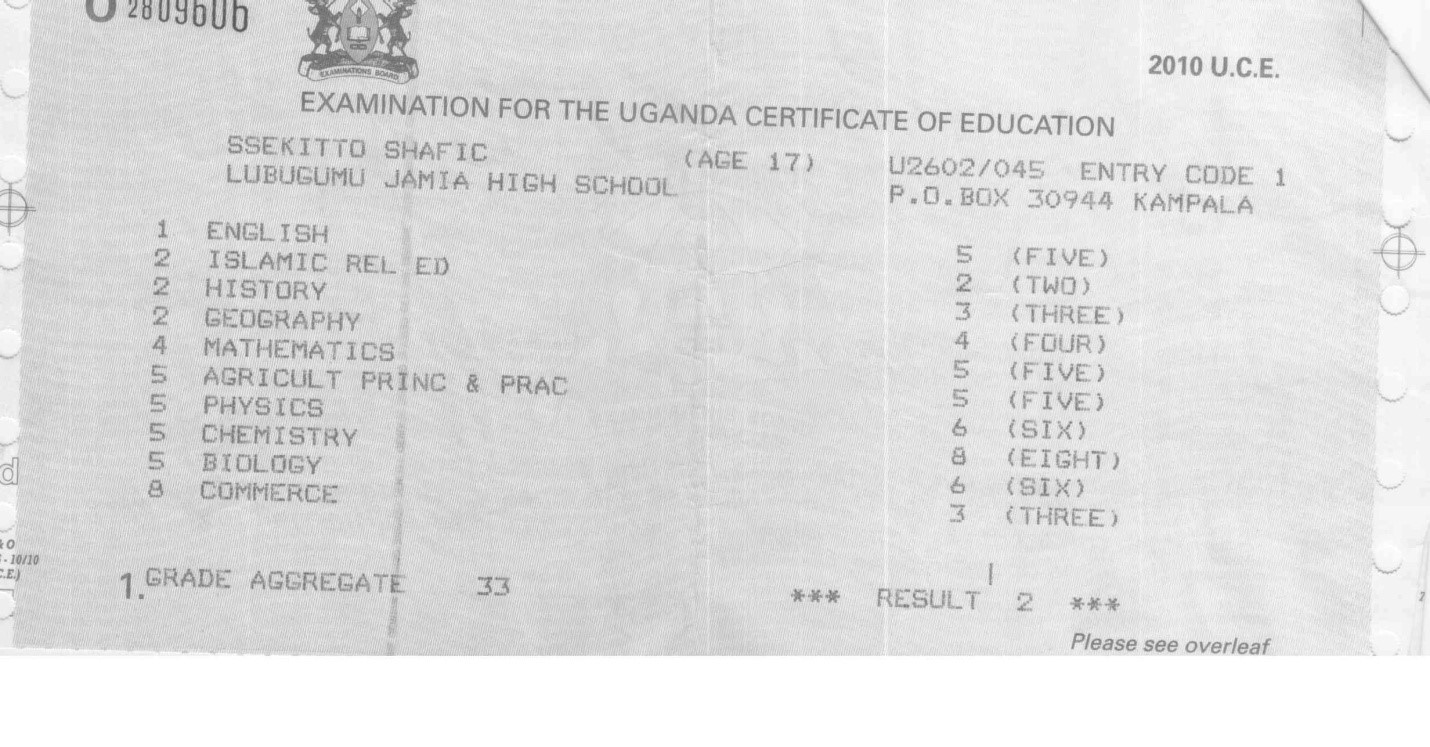 U 2809606
EXAMINATIONS BOARD
2010 U.C.E.
EXAMINATION FOR THE UGANDA CERTIFICATE OF EDUCATION
SSEKITTO SHAFIC (AGE 17) U2602/045 ENTRY CODE 1
LUBUGUMU JAMIA HIGH SCHOOL P.O.BOX 30944 KAMPALA
1 ENGLISH 5 (FIVE)
2 ISLAMIC REL ED 2 (TWO)
2 HISTORY 3 (THREE)
2 GEOGRAPHY 4 (FOUR)
4 MATHEMATICS 5 (FIVE)
5 AGRICULT PRINC & PRAC 5 (FIVE)
5 PHYSICS 6 (SIX)
5 CHEMISTRY 8 (EIGHT)
5 BIOLOGY 6 (SIX)
8 COMMERCE 3 (THREE)
1. GRADE AGGREGATE 33 *** RESULT 2 ***
Please see overleaf